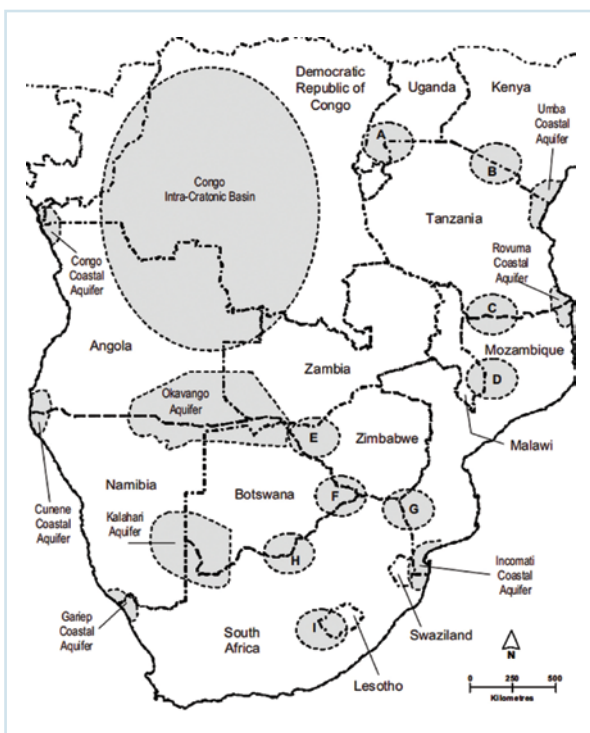 Democratic
Republic of
Congo
Uganda
Kenya
Umba
Coastal
Aquifer
A
B
Congo
Intra-Cratonic Basin
Tanzania
Rovuma
Coastal
Aquifer
Congo
Coastal
Aquifer
C
Mozambique
Angola
Zambia
D
Okavango
Aquifer
Malawi
E
Zimbabwe
Namibia
Botswana
F
G
Cunene
Coastal
Aquifer
Kalahari
Aquifer
H
Incomati
Coastal
Aquifer
Gariep
Coastal
Aquifer
South
Africa
I
Swaziland
Lesotho
N
0 250 500
Kilometres